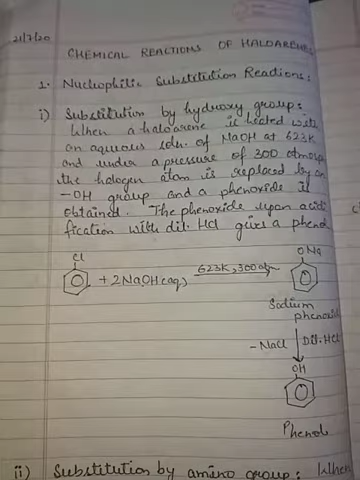 21/7/20
CHEMICAL REACTIONS OF HALOARENES
1. Nucleophilic Substitution Reactions:
i) Substitution by hydroxy group:
When a haloarene is heated with
an aqueous soln. of NaOH at 623K
and under a pressure of 300 atmosp
the halogen atom is replaced by an
-OH group and a phenoxide is
obtained. The phenoxide upon acidi
fication with dil. HCl gives a phenol
Cl
+ 2NaOH(aq)
623K, 300 atm
ONa
Sodium
phenoxide
-NaCl
Dil. HCl
OH
Phenol
ii) Substitution by amino group: When